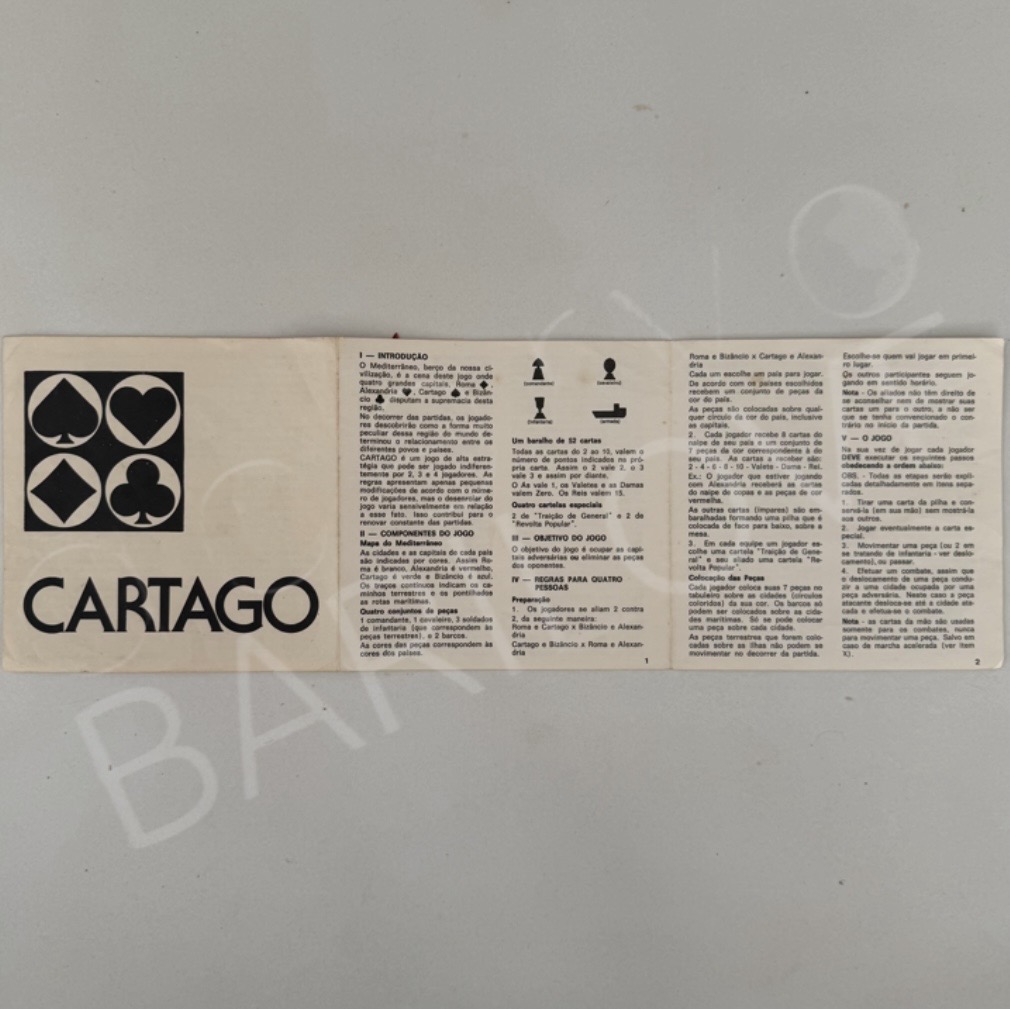 CARTAGO
I — INTRODUÇÃO
O Mediterrâneo, berço da nossa ci-
vilização, é a cena deste jogo onde
quatro grandes capitais, Roma ♦,
Alexandria ♥, Cartago ♠ e Bizân-
cio ♣ disputam a supremacia desta
região.
No decorrer das partidas, os jogado-
res descobrirão como a forma muito
peculiar dessa região do mundo de-
terminou o relacionamento entre os
diferentes povos e países.
CARTAGO é um jogo de alta estra-
tégia que pode ser jogado indiferen-
temente por 2, 3 e 4 jogadores. As
regras apresentam apenas pequenas
modificações de acordo com o núme-
ro de jogadores, mas o desenrolar do
jogo varia sensivelmente em relação
a esse fato. Isso contribui para o
renovar constante das partidas.
II — COMPONENTES DO JOGO
Mapa do Mediterrâneo
As cidades e as capitais de cada país
são indicadas por cores. Assim Ro-
ma é branco, Alexandria é vermelho,
Cartago é verde e Bizâncio é azul.
Os traços contínuos indicam os ca-
minhos terrestres e os pontilhados
as rotas marítimas.
Quatro conjuntos de peças
1 comandante, 1 cavaleiro, 3 soldados
de infantaria (que correspondem às
peças terrestres), e 2 barcos.
As cores das peças correspondem às
cores dos países.
(comandante)
(cavaleiro)
(infantaria)
(armada)
Um baralho de 52 cartas
Todas as cartas do 2 ao 10, valem o
número de pontos indicados na pró-
pria carta. Assim o 2 vale 2, o 3
vale 3 e assim por diante.
O As vale 1, os Valetes e as Damas
valem Zero. Os Reis valem 15.
Quatro cartelas especiais
2 de "Traição de General" e 2 de
"Revolta Popular".
III — OBJETIVO DO JOGO
O objetivo do jogo é ocupar as capi-
tais adversárias ou eliminar as peças
dos oponentes.
IV — REGRAS PARA QUATRO
PESSOAS
Preparação
1. Os jogadores se aliam 2 contra
2, da seguinte maneira:
Roma e Cartago x Bizâncio e Alexan-
dria
Cartago e Bizâncio x Roma e Alexan-
dria
1
Roma e Bizâncio x Cartago e Alexan-
dria
Cada um escolhe um país para jogar.
De acordo com os países escolhidos
recebem um conjunto de peças da
cor do país.
As peças são colocadas sobre qual-
quer círculo da cor do país, inclusive
as capitais.
2. Cada jogador recebe 8 cartas do
naipe de seu país e um conjunto de
7 peças da cor correspondente à do
seu país. As cartas a receber são:
2 - 4 - 6 - 8 - 10 - Valete - Dama - Rei.
Ex.: O jogador que estiver jogando
com Alexandria receberá as cartas
do naipe de copas e as peças de cor
vermelha.
As outras cartas (ímpares) são em-
baralhadas formando uma pilha que é
colocada de face para baixo, sobre a
mesa.
3. Em cada equipe um jogador es-
colhe uma cartela "Traição de Gene-
ral" e seu aliado uma cartela "Re-
volta Popular".
Colocação das Peças
Cada jogador coloca suas 7 peças no
tabuleiro sobre as cidades (círculos
coloridos) da sua cor. Os barcos só
podem ser colocados sobre as cida-
des marítimas. Só se pode colocar
uma peça sobre cada cidade.
As peças terrestres que forem colo-
cadas sobre as ilhas não podem se
movimentar no decorrer da partida.
Escolhe-se quem vai jogar em primei-
ro lugar.
Os outros participantes seguem jo-
gando em sentido horário.
Nota - Os aliados não têm direito de
se aconselhar nem de mostrar suas
cartas um para o outro, a não ser
que se tenha convencionado o con-
trário no início da partida.
V — O JOGO
Na sua vez de jogar cada jogador
DEVE executar os seguintes passos
obedecendo a ordem abaixo:
OBS. - Todas as etapas serão expli-
cadas detalhadamente em itens sepa-
rados.
1. Tirar uma carta da pilha e con-
servá-la (em sua mão) sem mostrá-la
aos outros.
2. Jogar eventualmente a carta es-
pecial.
3. Movimentar uma peça (ou 2 em
se tratando de infantaria - ver deslo-
camento), ou passar.
4. Efetuar um combate, assim que
o deslocamento de uma peça condu-
zir a uma cidade ocupada por uma
peça adversária. Neste caso a peça
atacante desloca-se até a cidade ata-
cada e efetua-se o combate.
Nota - as cartas da mão são usadas
somente para os combates, nunca
para movimentar uma peça. Salvo em
caso de marcha acelerada (ver item
X).
2